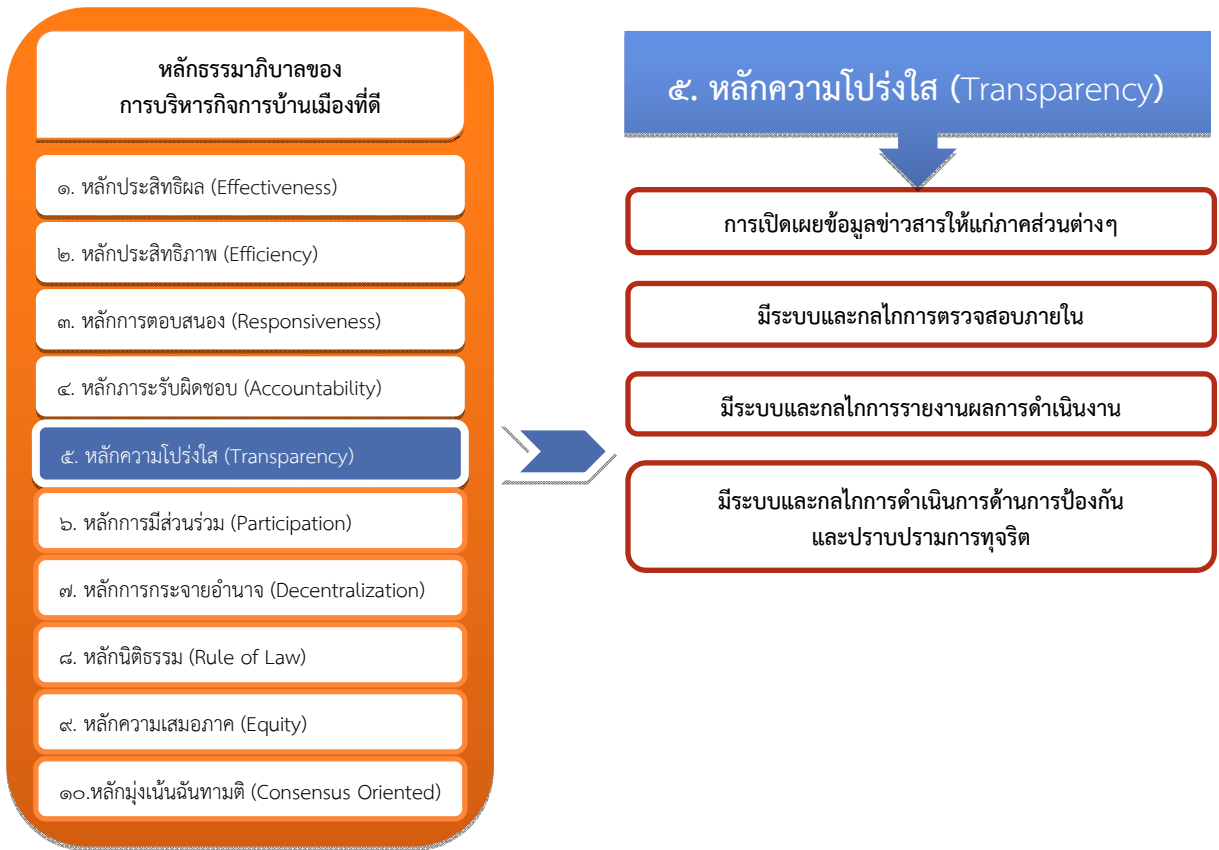 หลักธรรมาภิบาลของ
การบริหารกิจการบ้านเมืองที่ดี
๑. หลักประสิทธิผล (Effectiveness)
๒. หลักประสิทธิภาพ (Efficiency)
๓. หลักการตอบสนอง (Responsiveness)
๔. หลักภาระรับผิดชอบ (Accountability)
๕. หลักความโปร่งใส (Transparency)
๖. หลักการมีส่วนร่วม (Participation)
๗. หลักการกระจายอำนาจ (Decentralization)
๘. หลักนิติธรรม (Rule of Law)
๙. หลักความเสมอภาค (Equity)
๑๐.หลักมุ่งเน้นฉันทามติ (Consensus Oriented)
๕. หลักความโปร่งใส (Transparency)
การเปิดเผยข้อมูลข่าวสารให้แก่ภาคส่วนต่างๆ
มีระบบและกลไกการตรวจสอบภายใน
มีระบบและกลไกการรายงานผลการดำเนินงาน
มีระบบและกลไกการดำเนินการด้านการป้องกัน
และปราบปรามการทุจริต